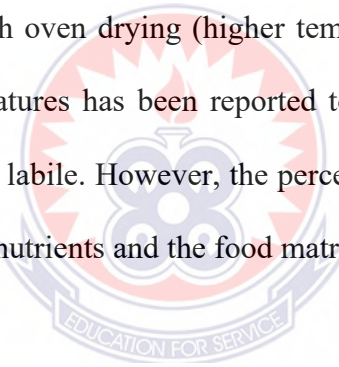 h oven drying (higher tem
atures has been reported to
labile. However, the perce
nutrients and the food matr
EDUCATION FOR SERVICE